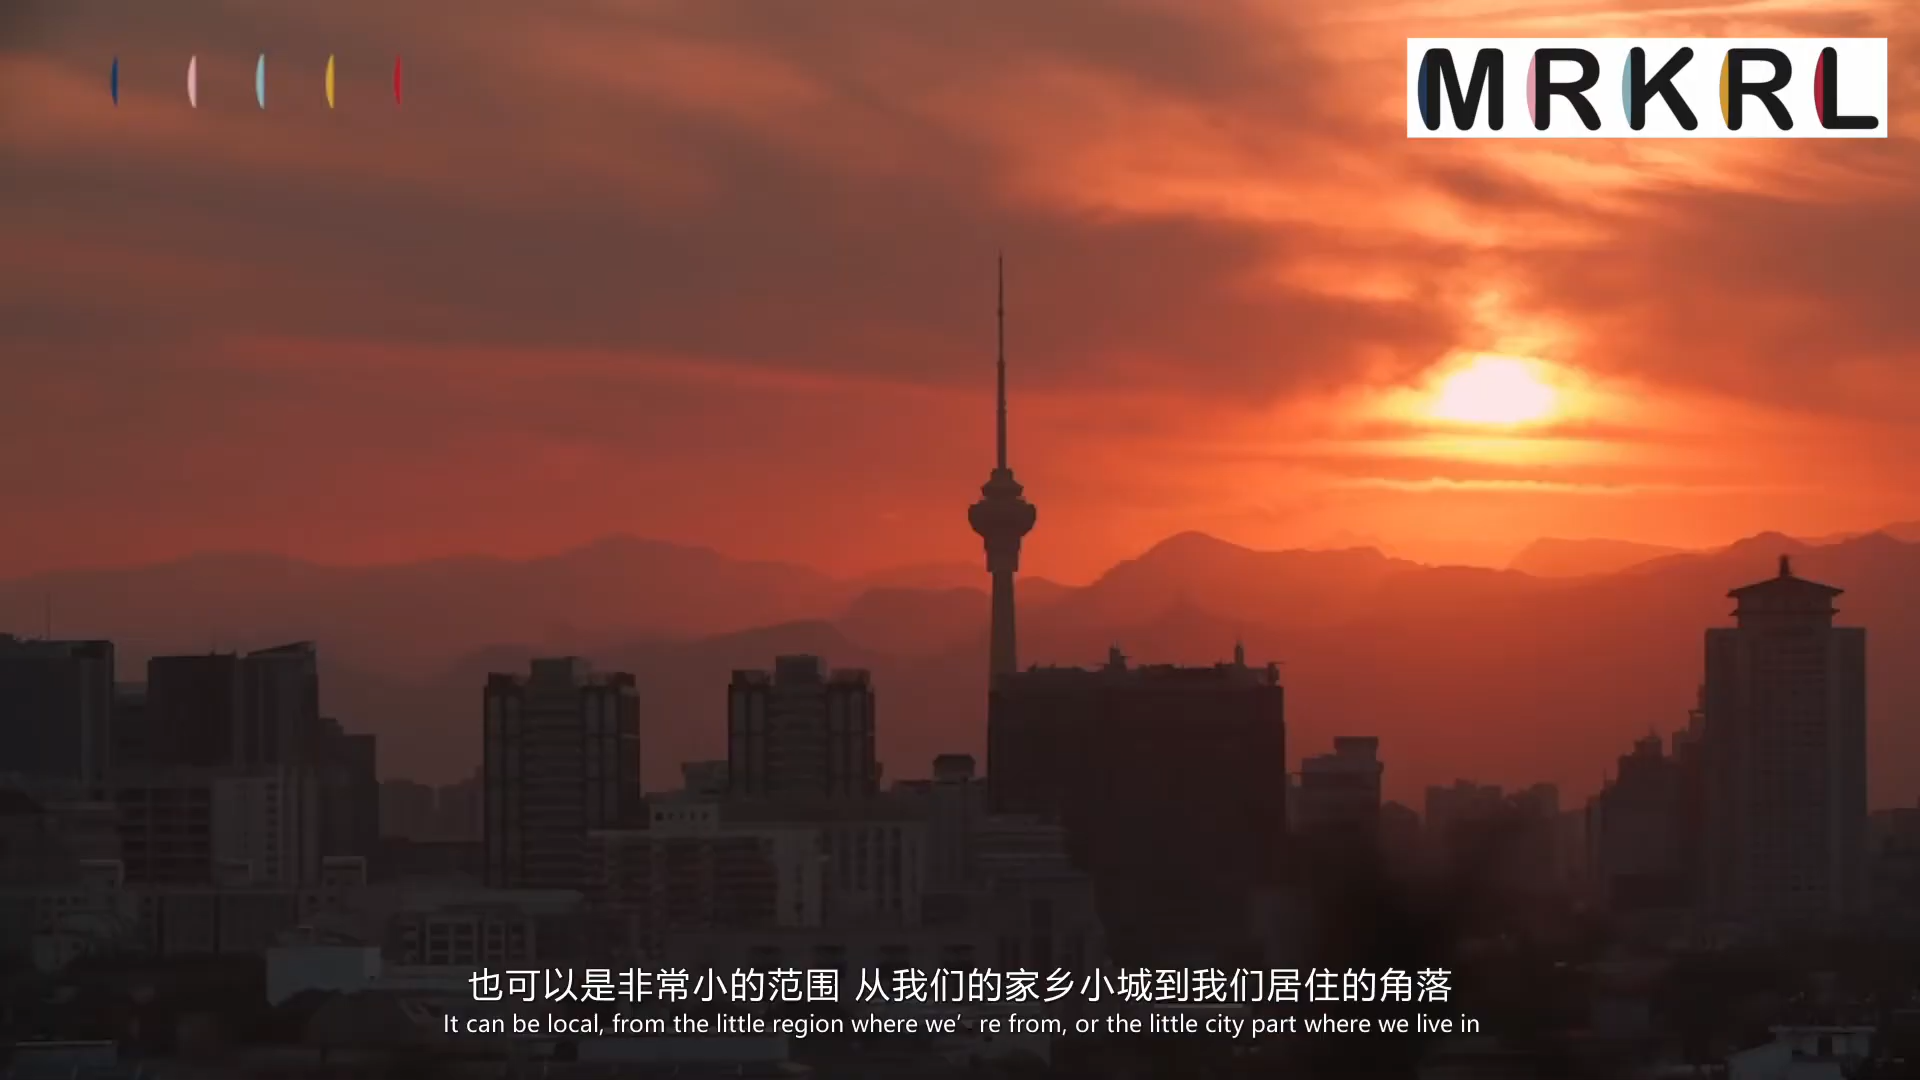 MRKRL
也可以是非常小的范围 从我们的家乡小城到我们居住的角落
It can be local, from the little region where we're from, or the little city part where we live in